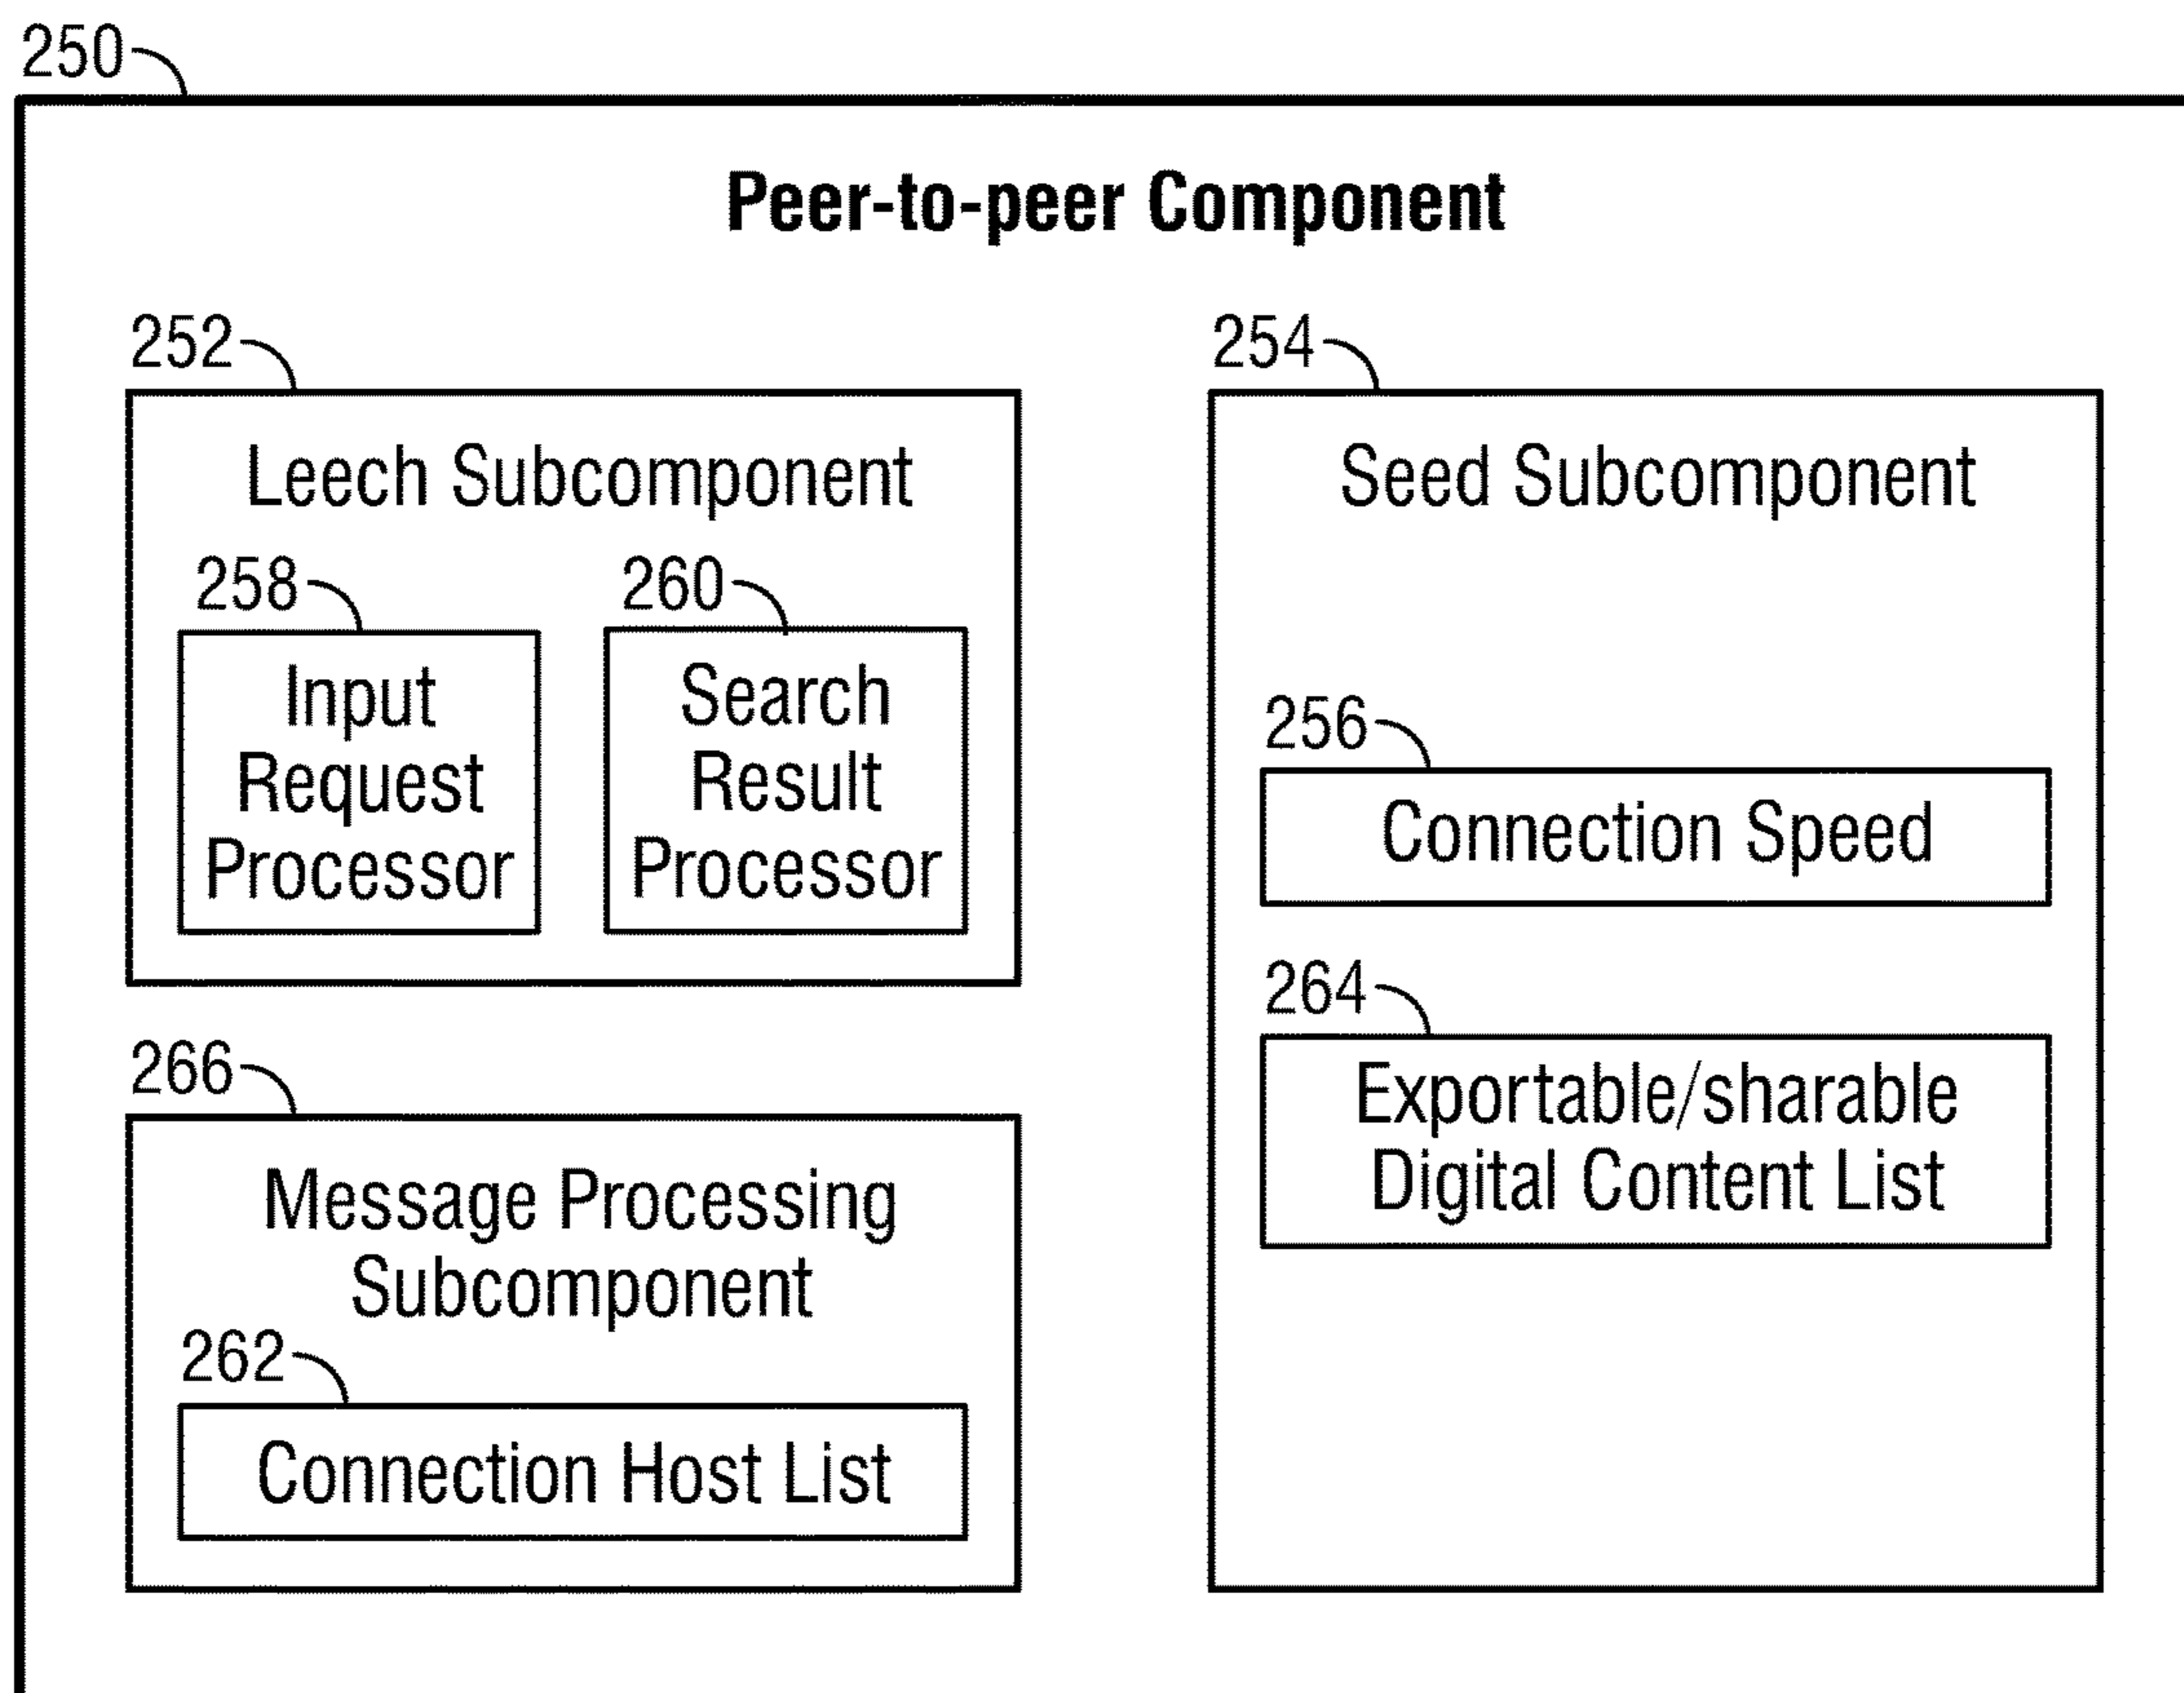 250
Peer-to-peer Component
252
Leech Subcomponent
258
Input
Request
Processor
260
Search
Result
Processor
266
Message Processing
Subcomponent
262
Connection Host List
254
Seed Subcomponent
256
Connection Speed
264
Exportable/sharable
Digital Content List